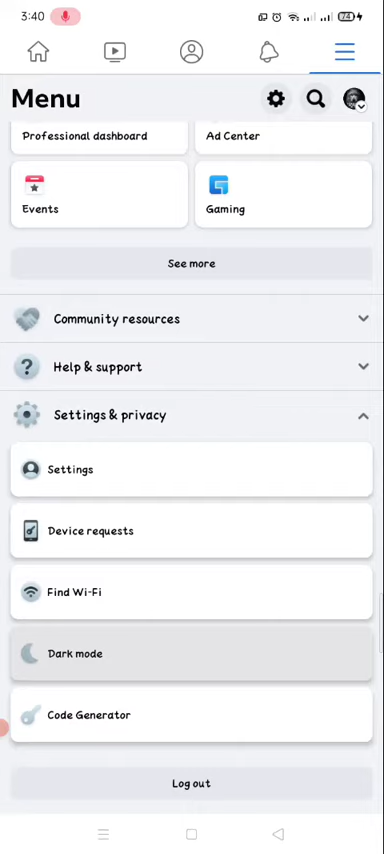 3:40
74
Menu
Professional dashboard
Ad Center
Events
Gaming
See more
Community resources
Help & support
Settings & privacy
Settings
Device requests
Find Wi-Fi
Dark mode
Code Generator
Log out